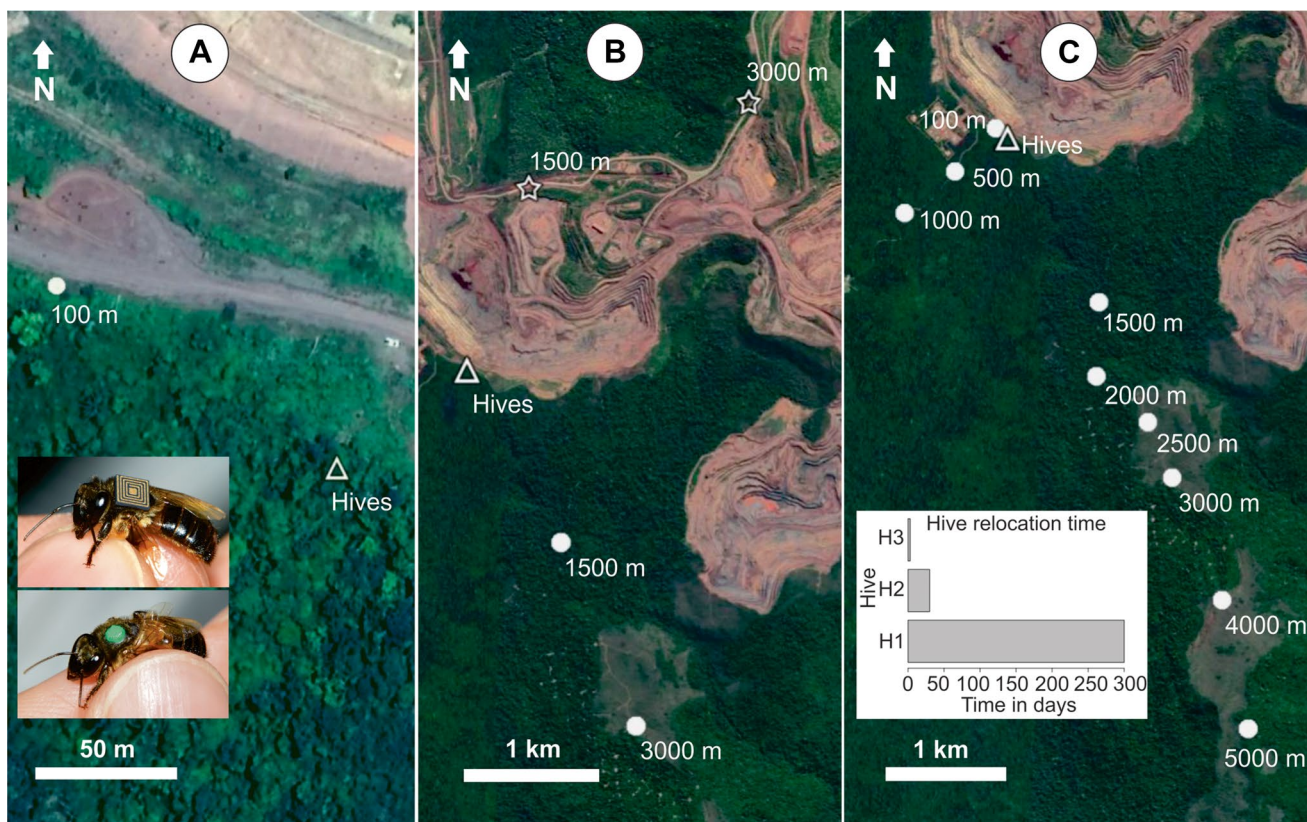 A
N
100 m
Hives
50 m
B
N
3000 m
1500 m
Hives
1500 m
3000 m
1 km
C
N
100 m
Hives
500 m
1000 m
1500 m
2000 m
2500 m
3000 m
4000 m
5000 m
Hive relocation time
H3
H2
H1
Hive
0 50 100 150 200 250 300
Time in days
1 km